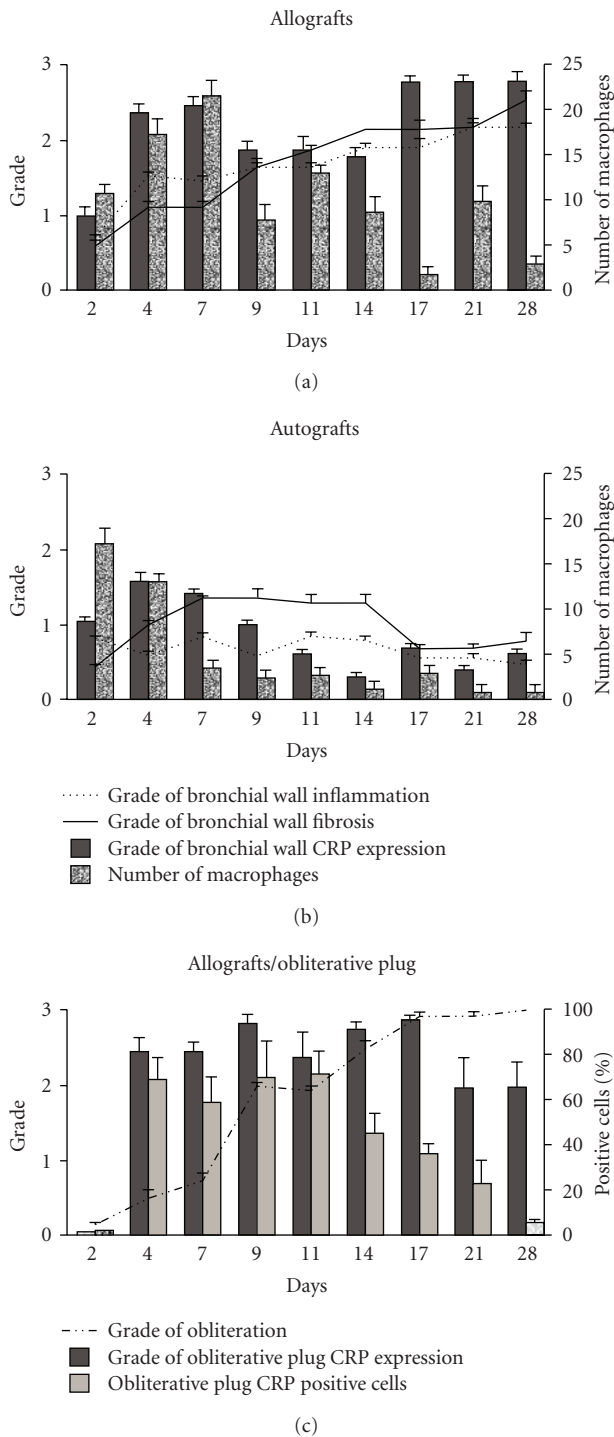 Allografts
3
2
1
0
Grade
25
20
15
10
5
0
Number of macrophages
2 4 7 9 11 14 17 21 28
Days
(a)
Autografts
3
2
1
0
Grade
25
20
15
10
5
0
Number of macrophages
2 4 7 9 11 14 17 21 28
Days
Grade of bronchial wall inflammation
Grade of bronchial wall fibrosis
Grade of bronchial wall CRP expression
Number of macrophages
(b)
Allografts/obliterative plug
3
2
1
0
Grade
100
80
60
40
20
0
Positive cells (%)
2 4 7 9 11 14 17 21 28
Days
Grade of obliteration
Grade of obliterative plug CRP expression
Obliterative plug CRP positive cells
(c)